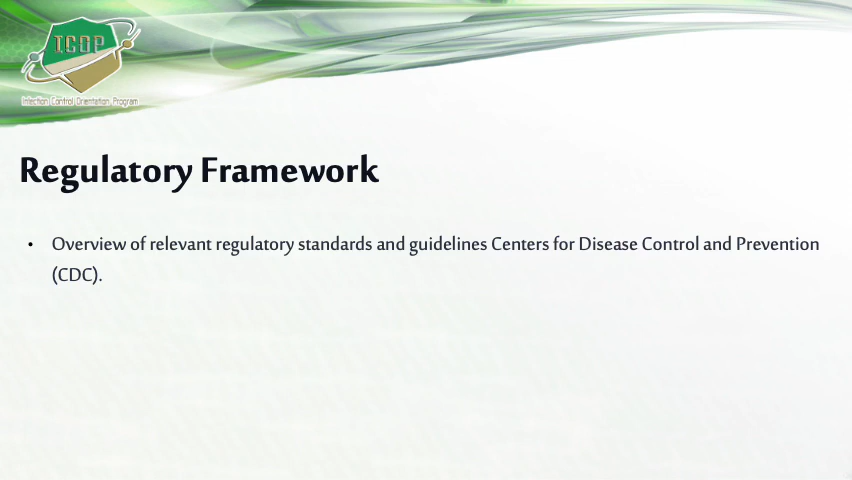 ICOP
Infection Control Orientation Program
Regulatory Framework
• Overview of relevant regulatory standards and guidelines Centers for Disease Control and Prevention
(CDC).